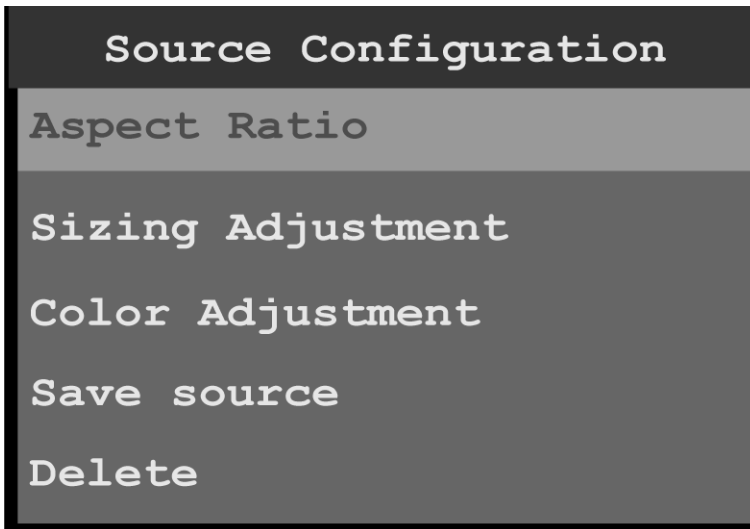 Source Configuration
Aspect Ratio
Sizing Adjustment
Color Adjustment
Save source
Delete